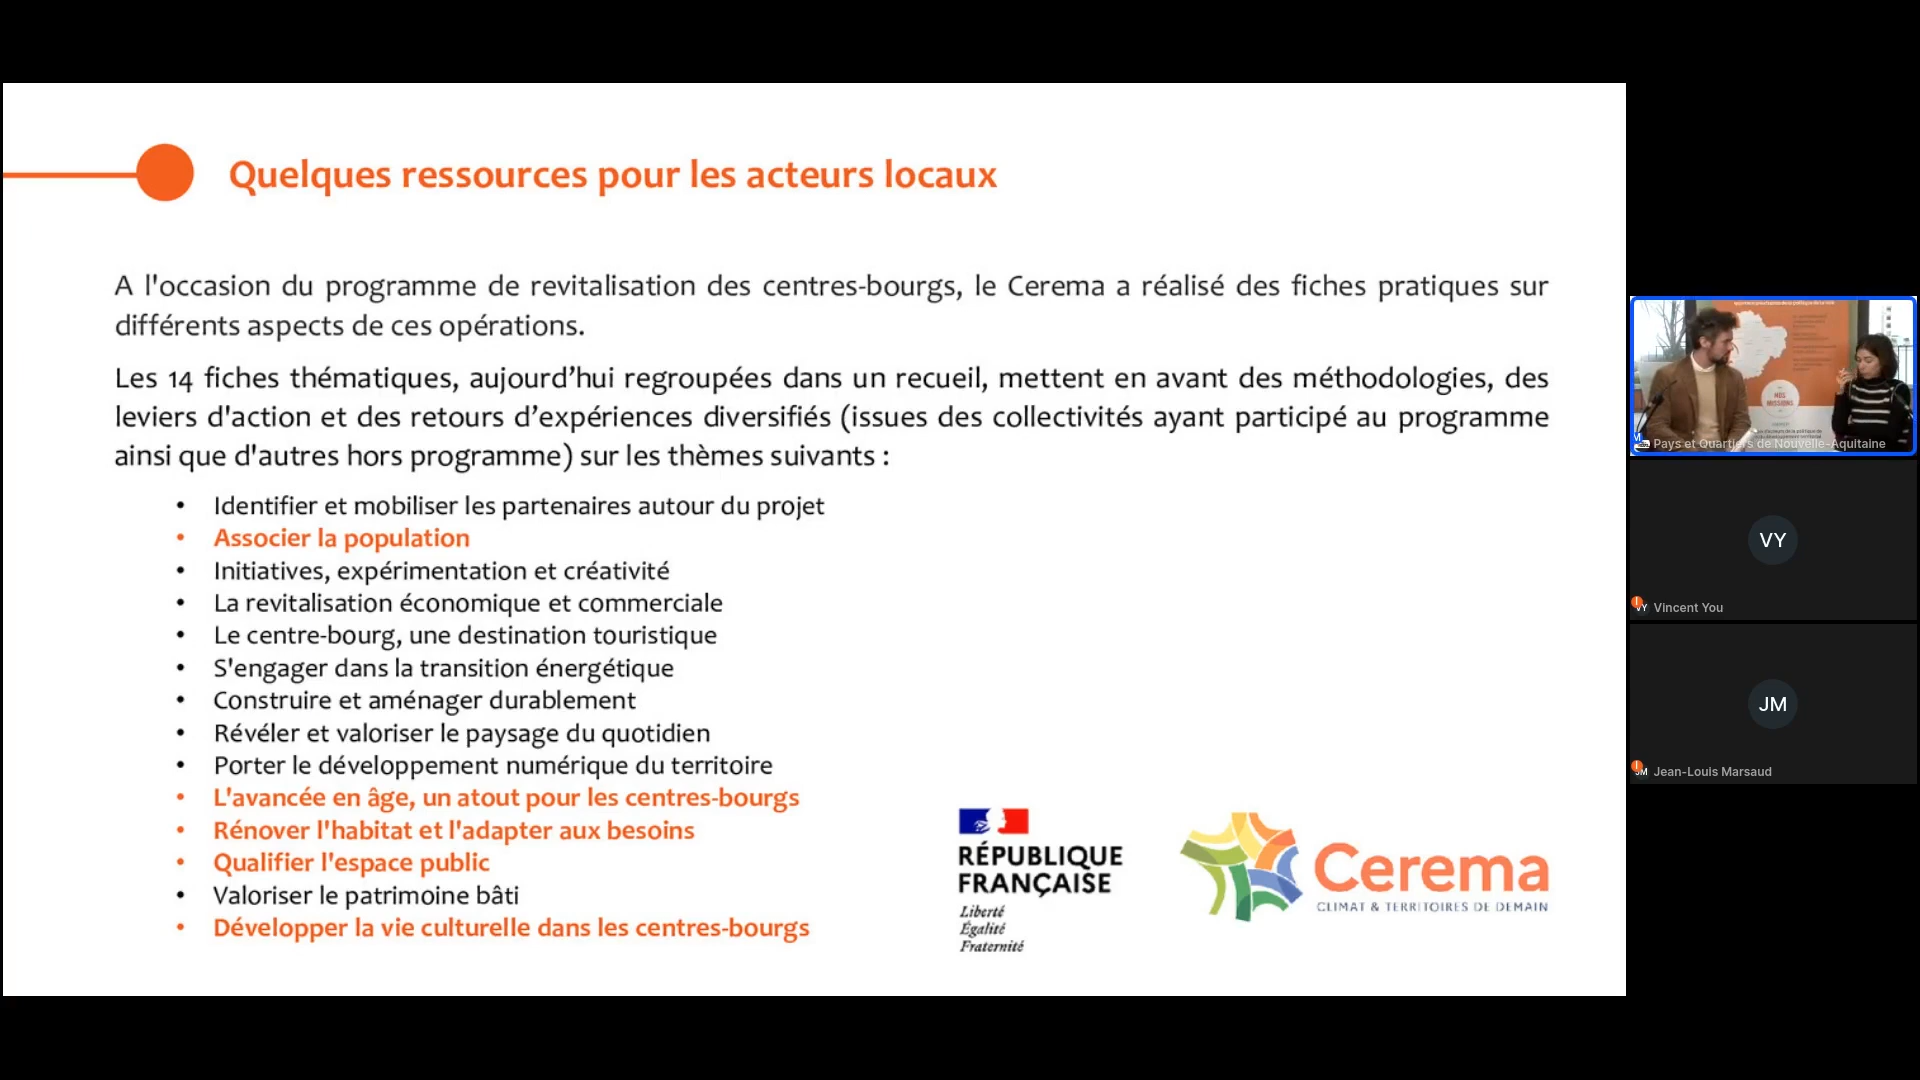 Quelques ressources pour les acteurs locaux
A l'occasion du programme de revitalisation des centres-bourgs, le Cerema a réalisé des fiches pratiques sur
différents aspects de ces opérations.
Les 14 fiches thématiques, aujourd’hui regroupées dans un recueil, mettent en avant des méthodologies, des
leviers d'action et des retours d’expériences diversifiés (issues des collectivités ayant participé au programme
ainsi que d'autres hors programme) sur les thèmes suivants :
• Identifier et mobiliser les partenaires autour du projet
• Associer la population
• Initiatives, expérimentation et créativité
• La revitalisation économique et commerciale
• Le centre-bourg, une destination touristique
• S'engager dans la transition énergétique
• Construire et aménager durablement
• Révéler et valoriser le paysage du quotidien
• Porter le développement numérique du territoire
• L'avancée en âge, un atout pour les centres-bourgs
• Rénover l'habitat et l'adapter aux besoins
• Qualifier l'espace public
• Valoriser le patrimoine bâti
• Développer la vie culturelle dans les centres-bourgs
RÉPUBLIQUE
FRANÇAISE
Liberté
Égalité
Fraternité
Cerema
CLIMAT & TERRITOIRES DE DEMAIN
NOS
MISSIONS
Pays et Quartiers de Nouvelle-Aquitaine
VY
Vincent You
JM
Jean-Louis Marsaud